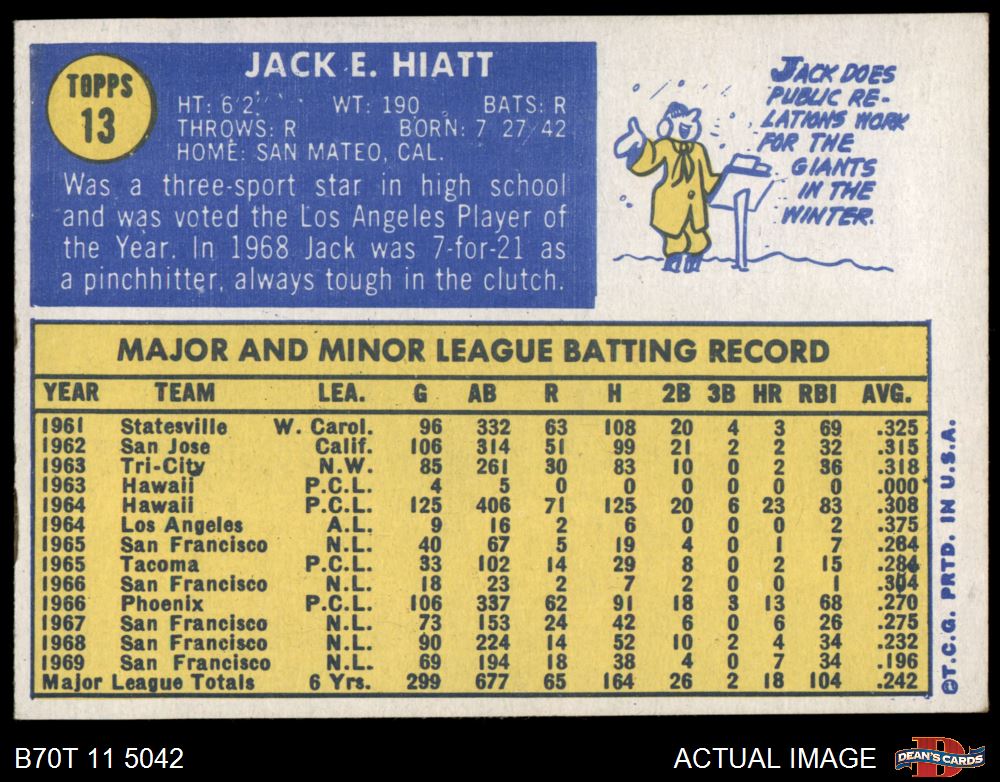 TOPPS
13
JACK E. HIATT
HT: 6 2 WT: 190 BATS: R
THROWS: R BORN: 7 27 42
HOME: SAN MATEO, CAL.
Was a three-sport star in high school
and was voted the Los Angeles Player of
the Year. In 1968 Jack was 7-for-21 as
a pinchhitter, always tough in the clutch.
JACK DOES
PUBLIC RE-
LATIONS WORK
FOR THE
GIANTS
IN THE
WINTER.
MAJOR AND MINOR LEAGUE BATTING RECORD
YEAR TEAM LEA. G AB R H 2B 3B HR RBI AVG.
1961 Statesville W. Carol. 96 332 63 108 20 4 3 69 .325
1962 San Jose Calif. 106 314 51 99 21 2 2 32 .315
1963 Tri-City N.W. 85 261 30 83 10 0 2 36 .318
1963 Hawaii P.C.L. 4 5 0 0 0 0 0 0 .000
1964 Hawaii P.C.L. 125 406 71 125 20 6 23 83 .308
1964 Los Angeles A.L. 9 16 2 6 0 0 0 2 .375
1965 San Francisco N.L. 40 67 5 19 4 0 1 7 .284
1965 Tacoma P.C.L. 33 102 14 29 8 0 2 15 .284
1966 San Francisco N.L. 18 23 2 7 2 0 0 1 .304
1966 Phoenix P.C.L. 106 337 62 91 18 3 13 68 .270
1967 San Francisco N.L. 73 153 24 42 6 0 6 26 .275
1968 San Francisco N.L. 90 224 14 52 10 2 4 34 .232
1969 San Francisco N.L. 69 194 18 38 4 0 7 34 .196
Major League Totals 6 Yrs. 299 677 65 164 26 2 18 104 .242
©T.C.G. PRTD. IN U.S.A.
B70T 11 5042
ACTUAL IMAGE
D
DEAN'S CARDS